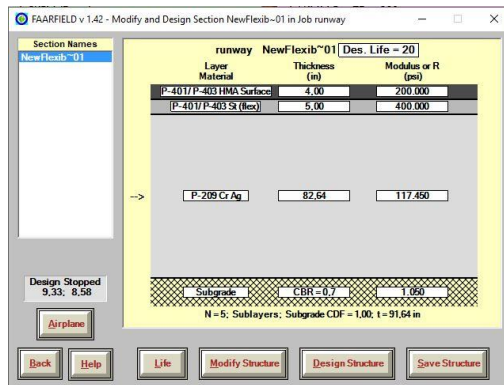 FAARFIELD v 1.42 - Modify and Design Section NewFlexib~01 in Job runway
Section Names
NewFlexib~01
runway NewFlexib~01 Des. Life = 20
Layer Material Thickness (in) Modulus or R (psi)
P-401/ P-403 HMA Surface 4,00 200.000
P-401/ P-403 St (flex) 5,00 400.000
--> P-209 Cr Ag 82,64 117.450
Subgrade CBR = 0,7 1.050
N = 5; Sublayers; Subgrade CDF = 1,00; t = 91,64 in
Design Stopped
9,33; 8,58
Airplane
Back Help Life Modify Structure Design Structure Save Structure